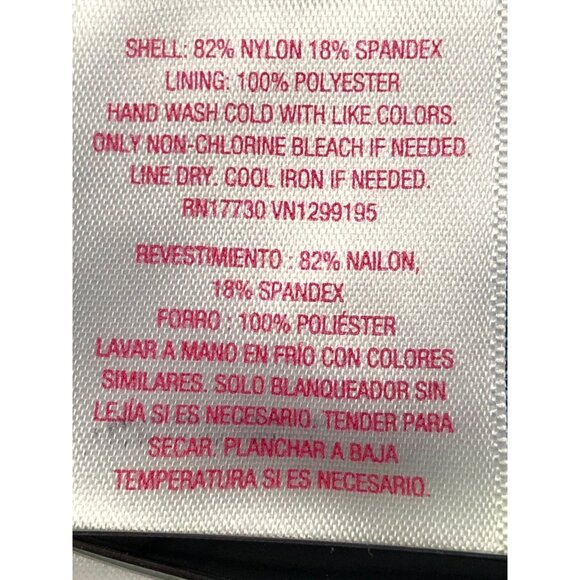 SHELL: 82% NYLON 18% SPANDEX
LINING: 100% POLYESTER
HAND WASH COLD WITH LIKE COLORS.
ONLY NON-CHLORINE BLEACH IF NEEDED.
LINE DRY. COOL IRON IF NEEDED.
RN17730 VN1299195
REVESTIMIENTO : 82% NAILON,
18% SPANDEX
FORRO : 100% POLIÉSTER
LAVAR A MANO EN FRÍO CON COLORES
SIMILARES. SOLO BLANQUEADOR SIN
LEJÍA SI ES NECESARIO. TENDER PARA
SECAR. PLANCHAR A BAJA
TEMPERATURA SI ES NECESARIO.